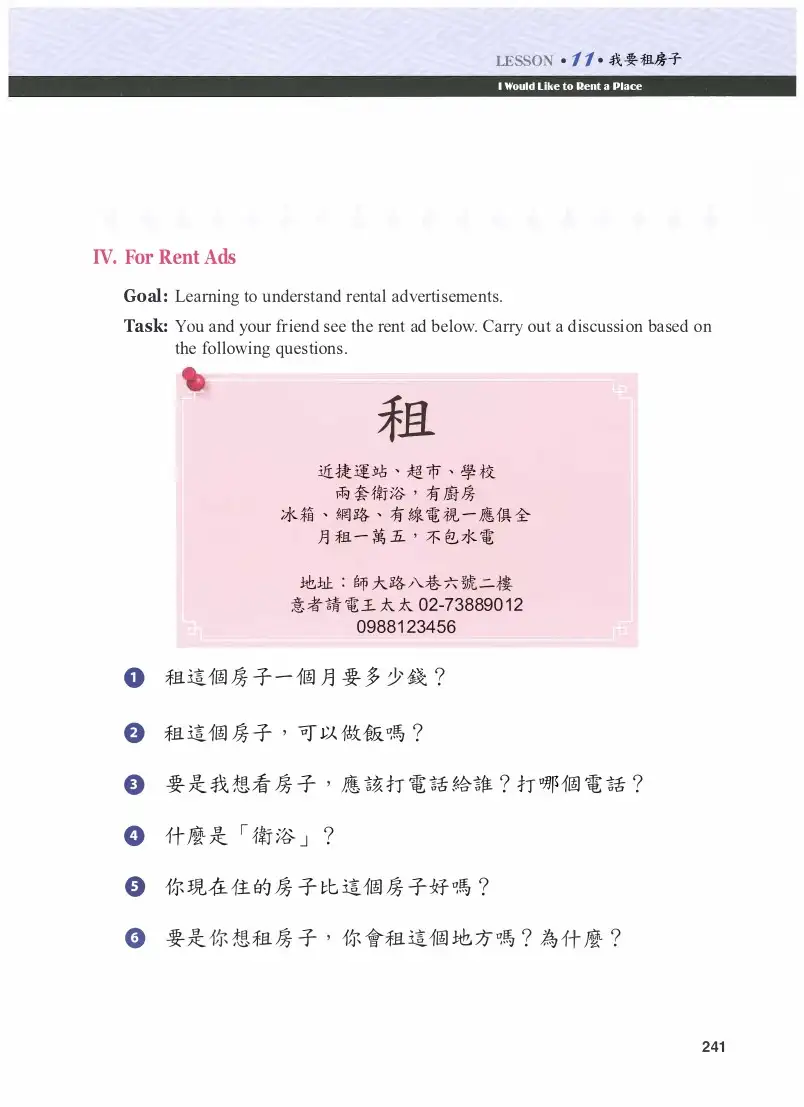 LESSON • 11 • 我要租房子
I Would Like to Rent a Place
IV. For Rent Ads
Goal: Learning to understand rental advertisements.
Task: You and your friend see the rent ad below. Carry out a discussion based on
the following questions.
租
近捷運站、超市、學校
兩套衛浴，有廚房
冰箱、網路、有線電視一應俱全
月租一萬五，不包水電
地址：師大路八巷六號二樓
意者請電王太太 02-73889012
0988123456
1 租這個房子一個月要多少錢？
2 租這個房子，可以做飯嗎？
3 要是我想看房子，應該打電話給誰？打哪個電話？
4 什麼是「衛浴」？
5 你現在住的房子比這個房子好嗎？
6 要是你想租房子，你會租這個地方嗎？為什麼？
241